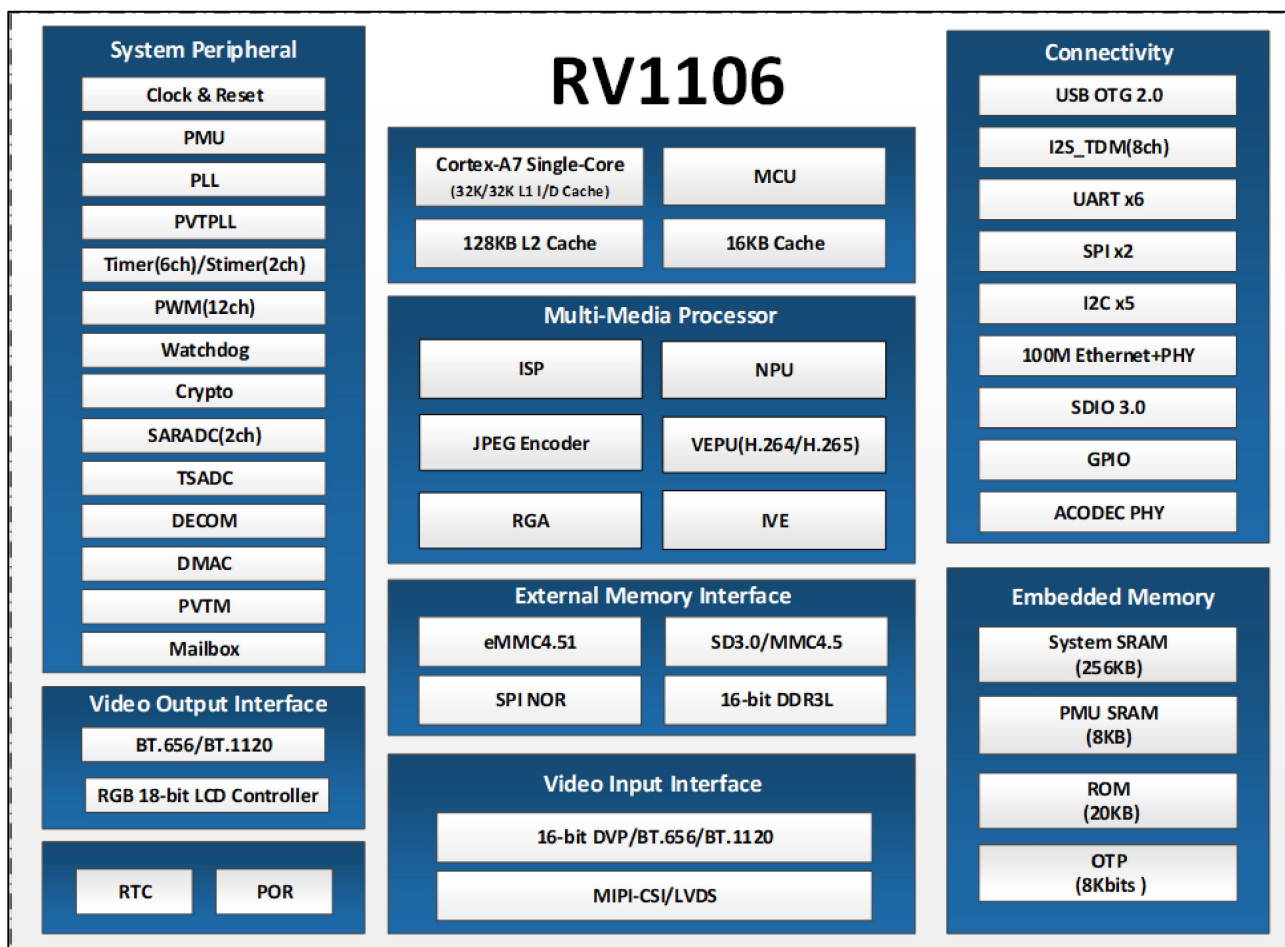 RV1106
System Peripheral
Clock & Reset
PMU
PLL
PVTPLL
Timer(6ch)/Stimer(2ch)
PWM(12ch)
Watchdog
Crypto
SARADC(2ch)
TSADC
DECOM
DMAC
PVTM
Mailbox
Video Output Interface
BT.656/BT.1120
RGB 18-bit LCD Controller
RTC
POR
Cortex-A7 Single-Core
(32K/32K L1 I/D Cache)
MCU
128KB L2 Cache
16KB Cache
Multi-Media Processor
ISP
NPU
JPEG Encoder
VEPU(H.264/H.265)
RGA
IVE
External Memory Interface
eMMC4.51
SD3.0/MMC4.5
SPI NOR
16-bit DDR3L
Video Input Interface
16-bit DVP/BT.656/BT.1120
MIPI-CSI/LVDS
Connectivity
USB OTG 2.0
I2S_TDM(8ch)
UART x6
SPI x2
I2C x5
100M Ethernet+PHY
SDIO 3.0
GPIO
ACODEC PHY
Embedded Memory
System SRAM
(256KB)
PMU SRAM
(8KB)
ROM
(20KB)
OTP
(8Kbits )